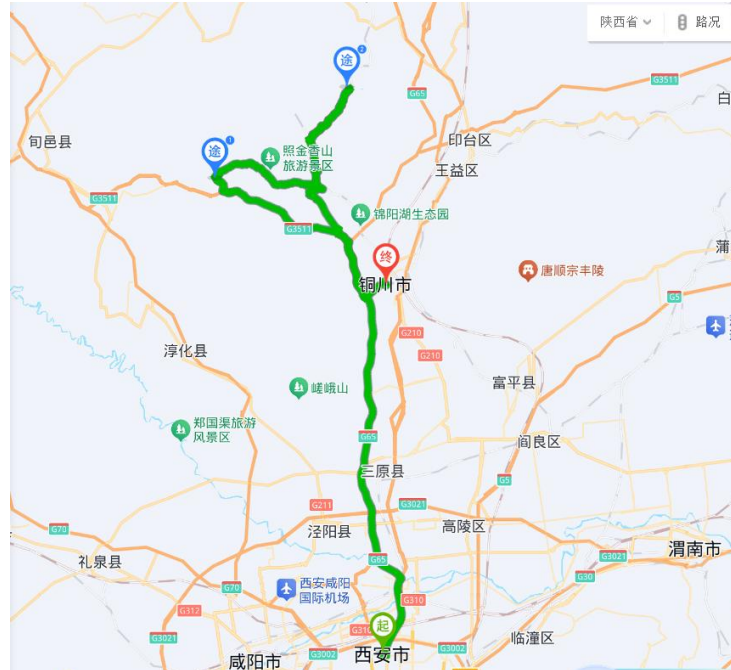 陕西省
路况
途2
G3511
G65
白
旬邑县
印台区
途1
照金香山
旅游景区
王益区
G3511
锦阳湖生态园
G3511
终
蒲
铜川市
唐顺宗丰陵
G5
G210
G210
淳化县
富平县
嵯峨山
郑国渠旅游
风景区
G65
阎良区
三原县
G5
G211
G3021
G70
泾阳县
高陵区
礼泉县
G65
渭南市
G3021
西安咸阳
国际机场
G70
G30
G310
G312
起
G310
G3021
临潼区
咸阳市
G3002
西安市
G3002